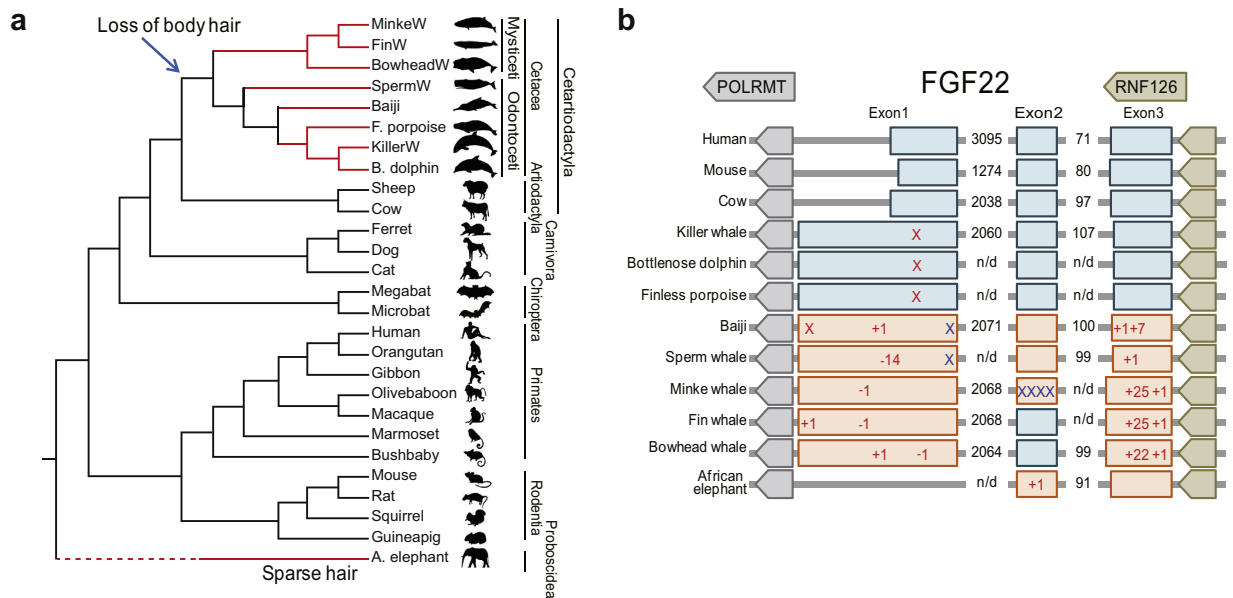 a
Loss of body hair
MinkeW
FinW
BowheadW
SpermW
Baiji
F. porpoise
KillerW
B. dolphin
Sheep
Cow
Ferret
Dog
Cat
Megabat
Microbat
Human
Orangutan
Gibbon
Olivebaboon
Macaque
Marmoset
Bushbaby
Mouse
Rat
Squirrel
Guineapig
A. elephant
Sparse hair
Mysticeti
Odontoceti
Cetacea
Artiodactyla
Cetartiodactyla
Carnivora
Chiroptera
Primates
Rodentia
Proboscidea
b
POLRMT
FGF22
RNF126
Exon1
Exon2
Exon3
Human 3095 71
Mouse 1274 80
Cow 2038 97
Killer whale X 2060 107
Bottlenose dolphin X n/d n/d
Finless porpoise X n/d n/d
Baiji X +1 X 2071 100 +1+7
Sperm whale -14 X n/d 99 +1
Minke whale -1 2068 XXXX n/d +25 +1
Fin whale +1 -1 2068 n/d +25 +1
Bowhead whale +1 -1 2064 99 +22 +1
African
elephant n/d +1 91